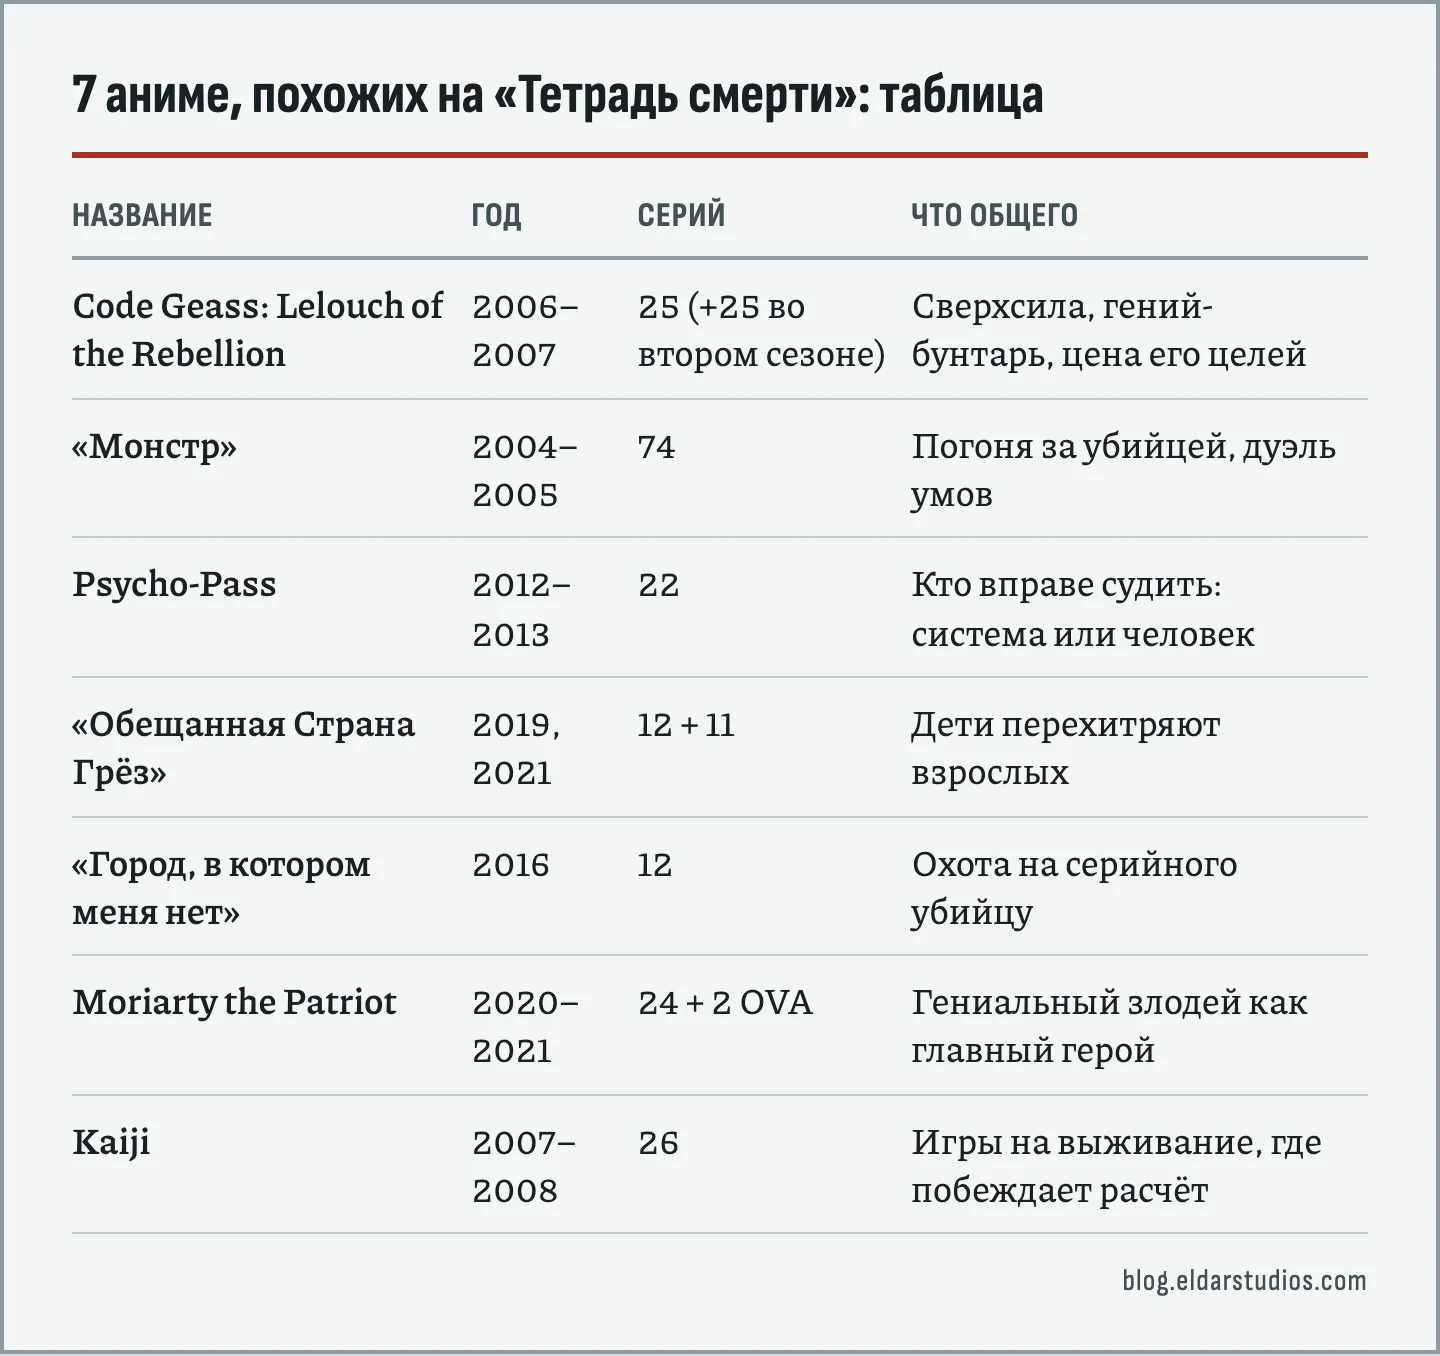 7 аниме, похожих на «Тетрадь смерти»: таблица
НАЗВАНИЕ ГОД СЕРИЙ ЧТО ОБЩЕГО
Code Geass: Lelouch of 2006– 25 (+25 во Сверхсила, гений-
the Rebellion 2007 втором сезоне) бунтарь, цена его целей
«Монстр» 2004– 74 Погоня за убийцей, дуэль
2005 умов
Psycho-Pass 2012– 22 Кто вправе судить:
2013 система или человек
«Обещанная Страна 2019, 12 + 11 Дети перехитряют
Грёз» 2021 взрослых
«Город, в котором 2016 12 Охота на серийного
меня нет» убийцу
Moriarty the Patriot 2020– 24 + 2 OVA Гениальный злодей как
2021 главный герой
Kaiji 2007– 26 Игры на выживание, где
2008 побеждает расчёт
blog.eldarstudios.com